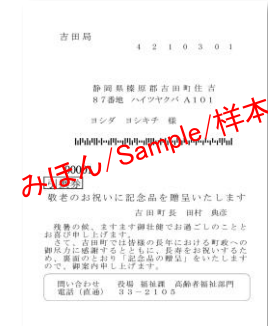 吉田局
4 2 1 0 3 0 1
静岡県榛原郡吉田町住吉
87番地 ハイツヤクバ A101
ヨシダ ヨシキチ 様
みほん/Sample/样本
敬老のお祝いに記念品を贈呈いたします
吉田町長 田村 典彦
残暑の候、ますます御壮健でお過ごしのことと
お喜び申し上げます。
さて、吉田町では皆様の長年における町政への
御尽力に感謝するとともに、長寿をお祝いするた
め、裏面のとおり「記念品の贈呈」をいたします
ので、御案内申し上げます。
問い合わせ 役場 福祉課 高齢者福祉部門
電話(直通) 33-2105